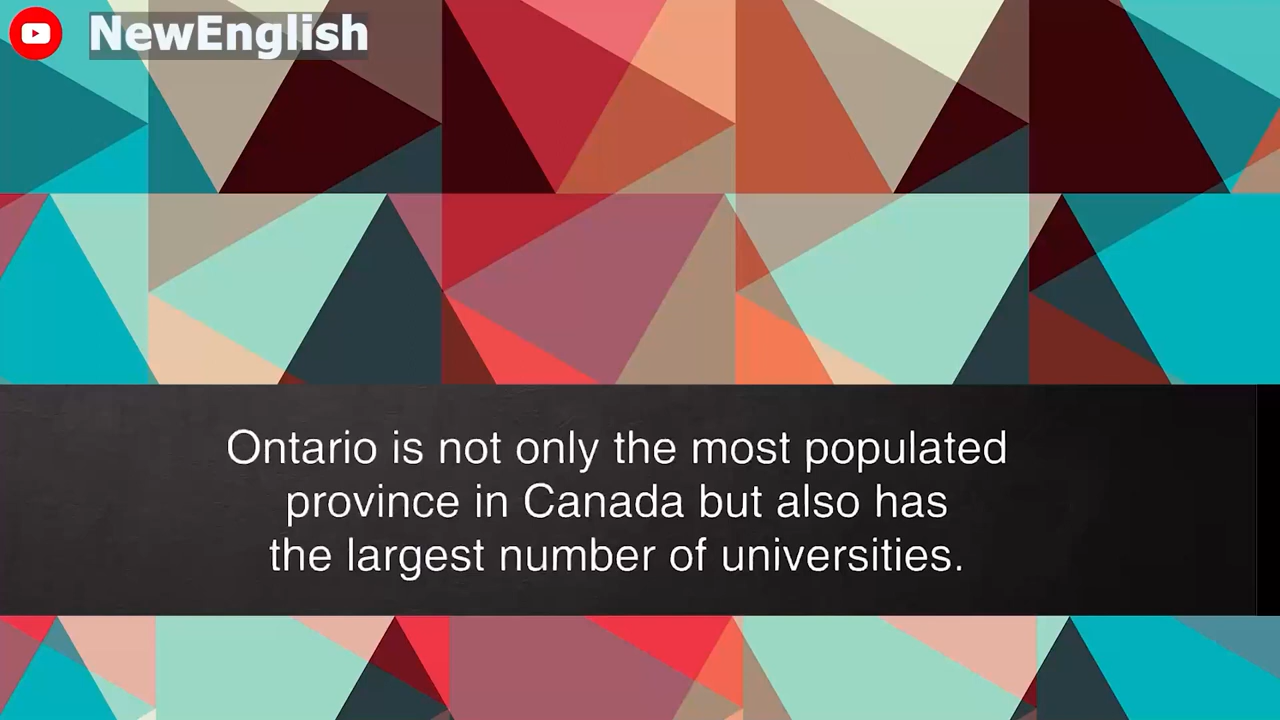 NewEnglish
Ontario is not only the most populated
province in Canada but also has
the largest number of universities.